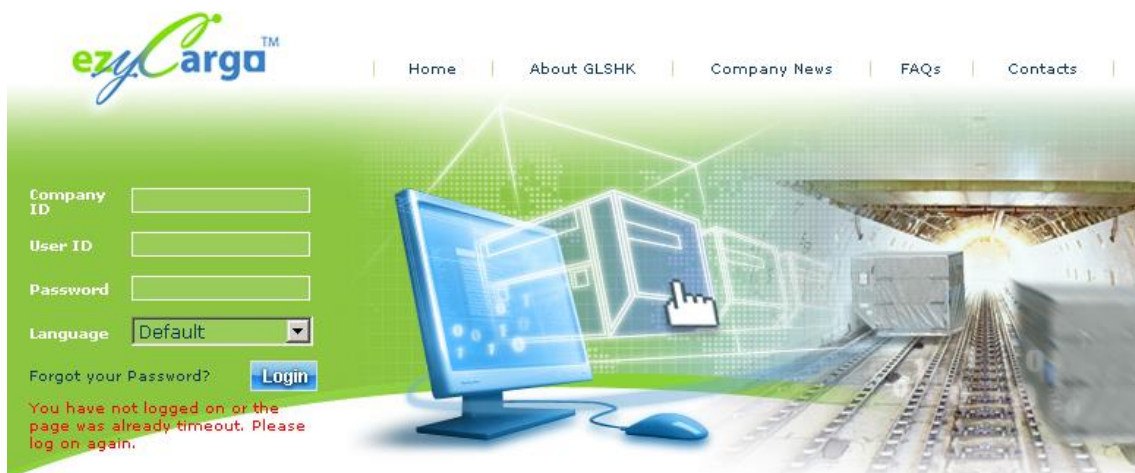 ezyCargo™
Home | About GLSHK | Company News | FAQs | Contacts |
Company
ID
User ID
Password
Language Default
Forgot your Password? Login
You have not logged on or the
page was already timeout. Please
log on again.